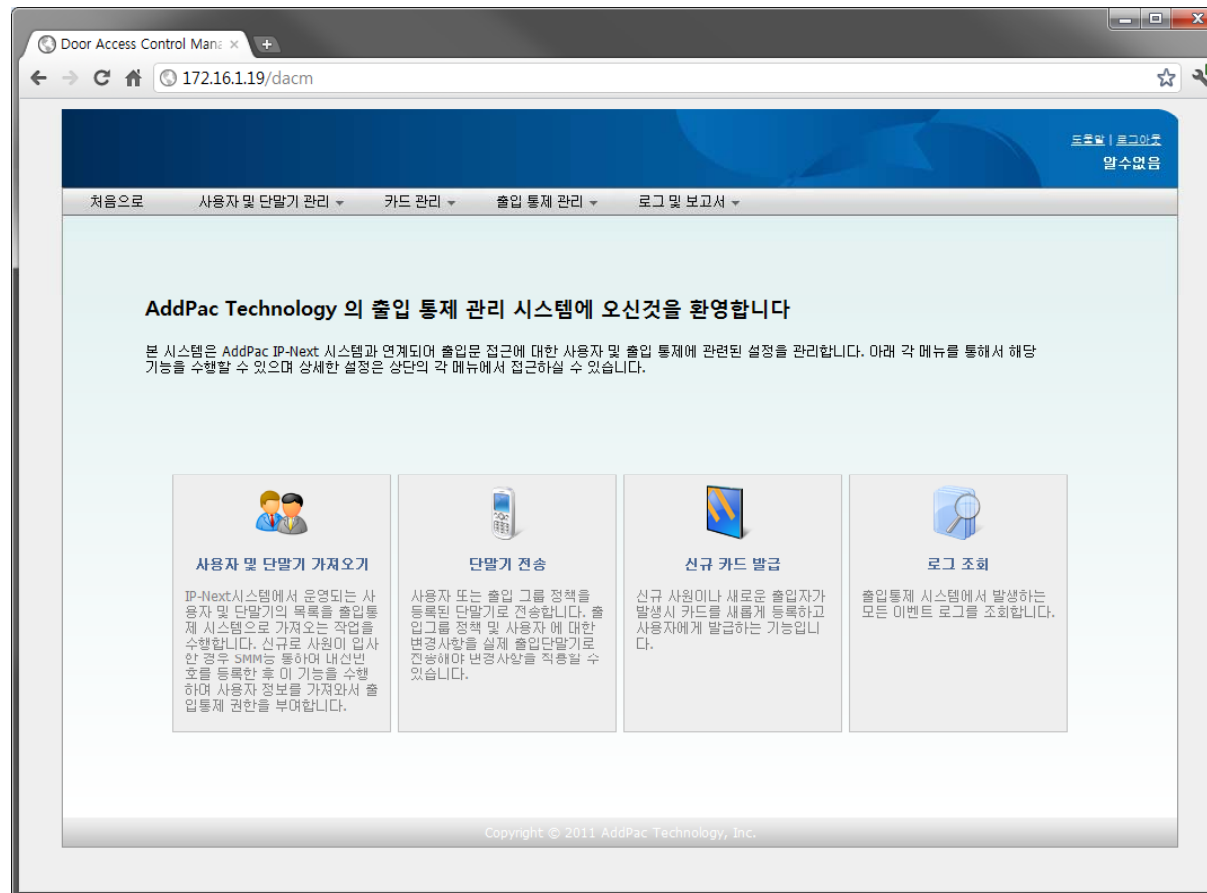 Door Access Control Mana
172.16.1.19/dacm
도움말 | 로그아웃
알수없음
처음으로 사용자 및 단말기 관리 카드 관리 출입 통제 관리 로그 및 보고서
AddPac Technology 의 출입 통제 관리 시스템에 오신것을 환영합니다
본 시스템은 AddPac IP-Next 시스템과 연계되어 출입문 접근에 대한 사용자 및 출입 통제에 관련된 설정을 관리합니다. 아래 각 메뉴를 통해서 해당
기능을 수행할 수 있으며 상세한 설정은 상단의 각 메뉴에서 접근하실 수 있습니다.
사용자 및 단말기 가져오기
IP-Next시스템에서 운영되는 사
용자 및 단말기의 목록을 출입통
제 시스템으로 가져오는 작업을
수행합니다. 신규로 사원이 입사
한 경우 SMM등 통하여 내선번
호를 등록한 후 이 기능을 수행
하여 사용자 정보를 가져와서 출
입통제 권한을 부여합니다.
단말기 전송
사용자 또는 출입 그룹 정책을
등록된 단말기로 전송합니다. 출
입그룹 정책 및 사용자 에 대한
변경사항을 실제 출입단말기로
전송해야 변경사항을 적용할 수
있습니다.
신규 카드 발급
신규 사원이나 새로운 출입자가
발생시 카드를 새롭게 등록하고
사용자에게 발급하는 기능입니
다.
로그 조회
출입통제 시스템에서 발생하는
모든 이벤트 로그를 조회합니다.
Copyright © 2011 AddPac Technology, Inc.